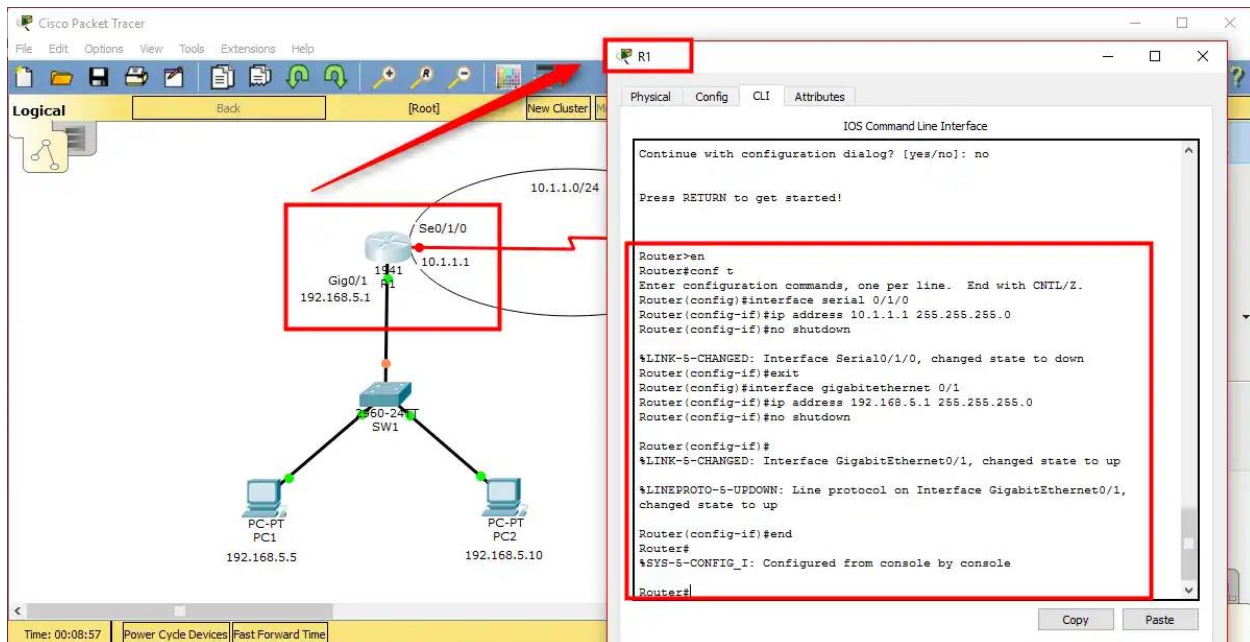 Cisco Packet Tracer
File Edit Options View Tools Extensions Help
Logical
Back
[Root]
New Cluster
10.1.1.0/24
Se0/1/0
10.1.1.1
1941
R1
Gig0/1
192.168.5.1
2960-24TT
SW1
PC-PT
PC1
192.168.5.5
PC-PT
PC2
192.168.5.10
Time: 00:08:57
Power Cycle Devices
Fast Forward Time
R1
Physical Config CLI Attributes
IOS Command Line Interface
Continue with configuration dialog? [yes/no]: no
Press RETURN to get started!
Router>en
Router#conf t
Enter configuration commands, one per line. End with CNTL/Z.
Router(config)#interface serial 0/1/0
Router(config-if)#ip address 10.1.1.1 255.255.255.0
Router(config-if)#no shutdown
%LINK-5-CHANGED: Interface Serial0/1/0, changed state to down
Router(config-if)#exit
Router(config)#interface gigabitethernet 0/1
Router(config-if)#ip address 192.168.5.1 255.255.255.0
Router(config-if)#no shutdown
Router(config-if)#
%LINK-5-CHANGED: Interface GigabitEthernet0/1, changed state to up
%LINEPROTO-5-UPDOWN: Line protocol on Interface GigabitEthernet0/1,
changed state to up
Router(config-if)#end
Router#
%SYS-5-CONFIG_I: Configured from console by console
Router#
Copy
Paste